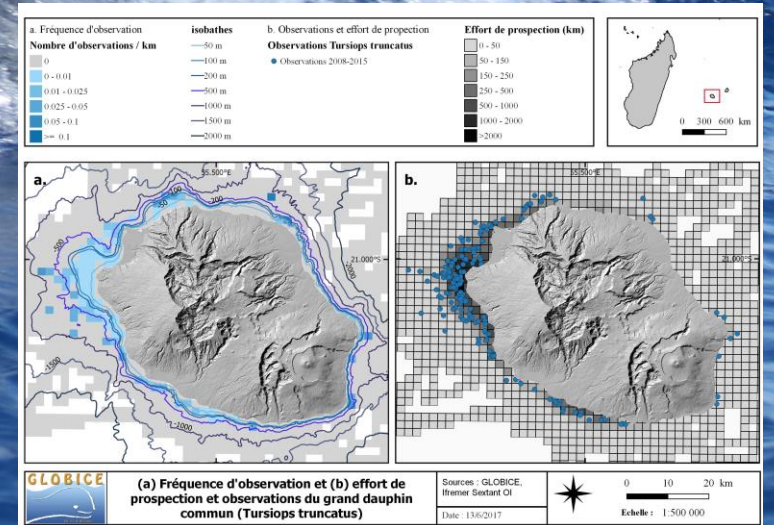 a. Fréquence d'observation
Nombre d'observations / km
0
0 - 0.01
0.01 - 0.025
0.025 - 0.05
0.05 - 0.1
>= 0.1
isobathes
50 m
100 m
200 m
500 m
1000 m
1500 m
2000 m
b. Observations et effort de propection
Observations Tursiops truncatus
Observations 2008-2015
Effort de prospection (km)
0 - 50
50 - 150
150 - 250
250 - 500
500 - 1000
1000 - 2000
>2000
0 300 600 km
a.
55.500°E
-100
-50
-200
-500
-2000
-1500
-1000
b.
55.500°E
21.000°S
21.000°S
GLOBICE
(a) Fréquence d'observation et (b) effort de
prospection et observations du grand dauphin
commun (Tursiops truncatus)
Sources : GLOBICE,
Ifremer Sextant OI
Date : 13/6/2017
0 10 20 km
Echelle : 1:500 000